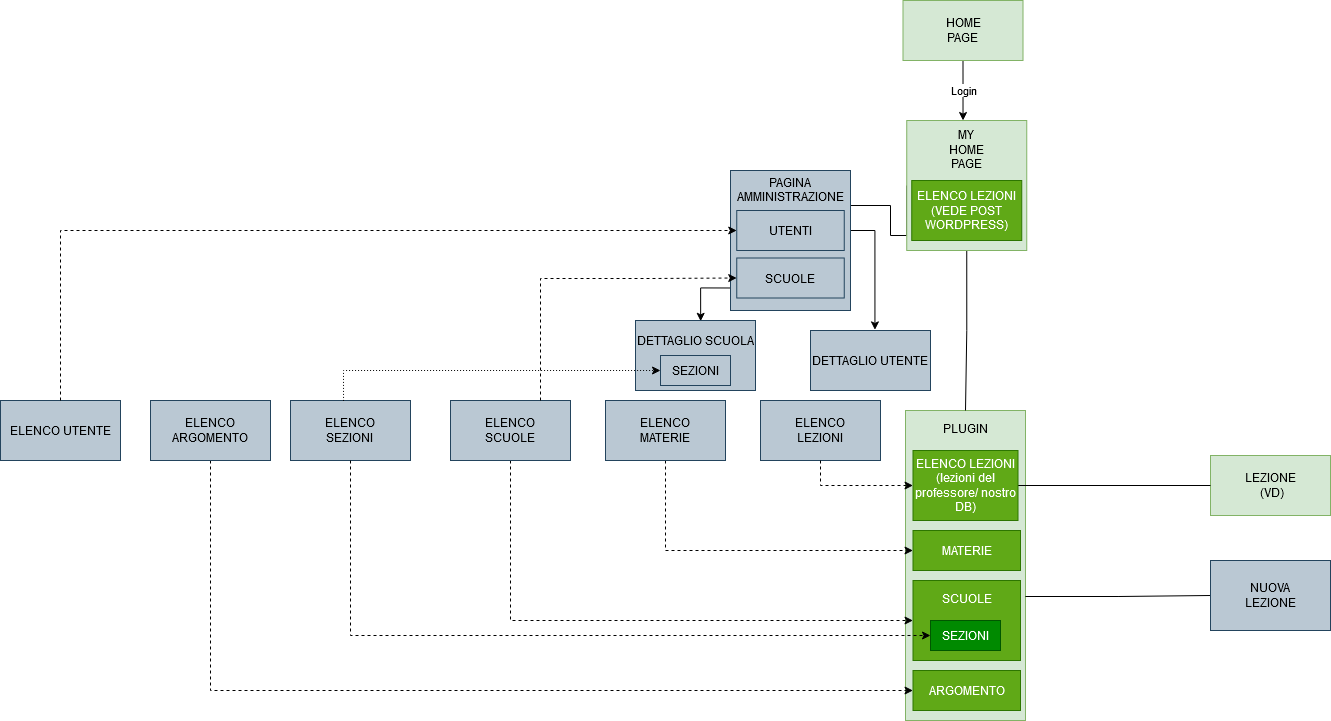 HOME
PAGE
Login
MY
HOME
PAGE
ELENCO LEZIONI
(VEDE POST
WORDPRESS)
PAGINA
AMMINISTRAZIONE
UTENTI
SCUOLE
DETTAGLIO SCUOLA
SEZIONI
DETTAGLIO UTENTE
ELENCO UTENTE
ELENCO
ARGOMENTO
ELENCO
SEZIONI
ELENCO
SCUOLE
ELENCO
MATERIE
ELENCO
LEZIONI
PLUGIN
ELENCO LEZIONI
(lezioni del
professore/ nostro
DB)
MATERIE
SCUOLE
SEZIONI
ARGOMENTO
LEZIONE
(VD)
NUOVA
LEZIONE